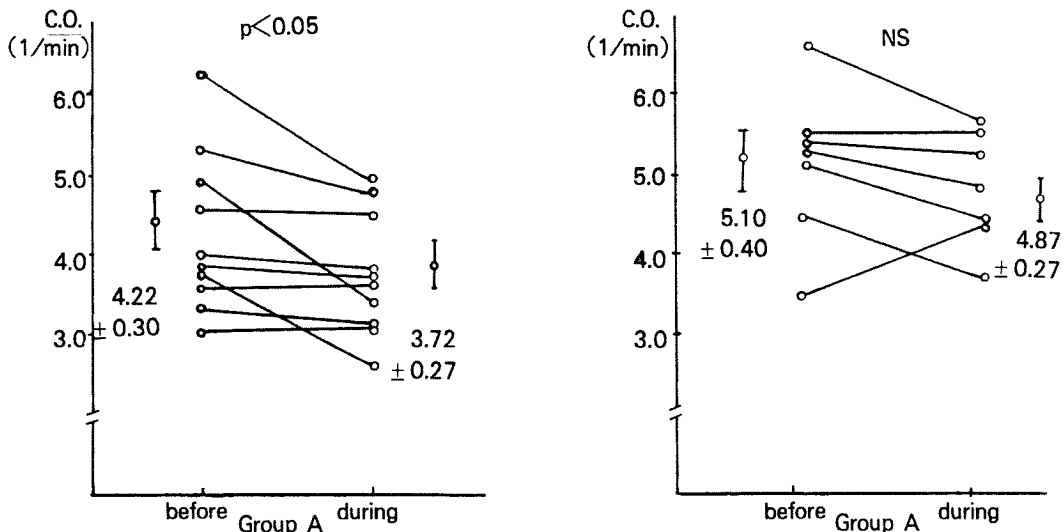 C.O.
(1/min)
p<0.05
6.0
5.0
4.0
3.0
4.22
± 0.30
3.72
± 0.27
before
during
Group A
C.O.
(1/min)
NS
6.0
5.0
4.0
3.0
5.10
± 0.40
4.87
± 0.27
before
during
Group A